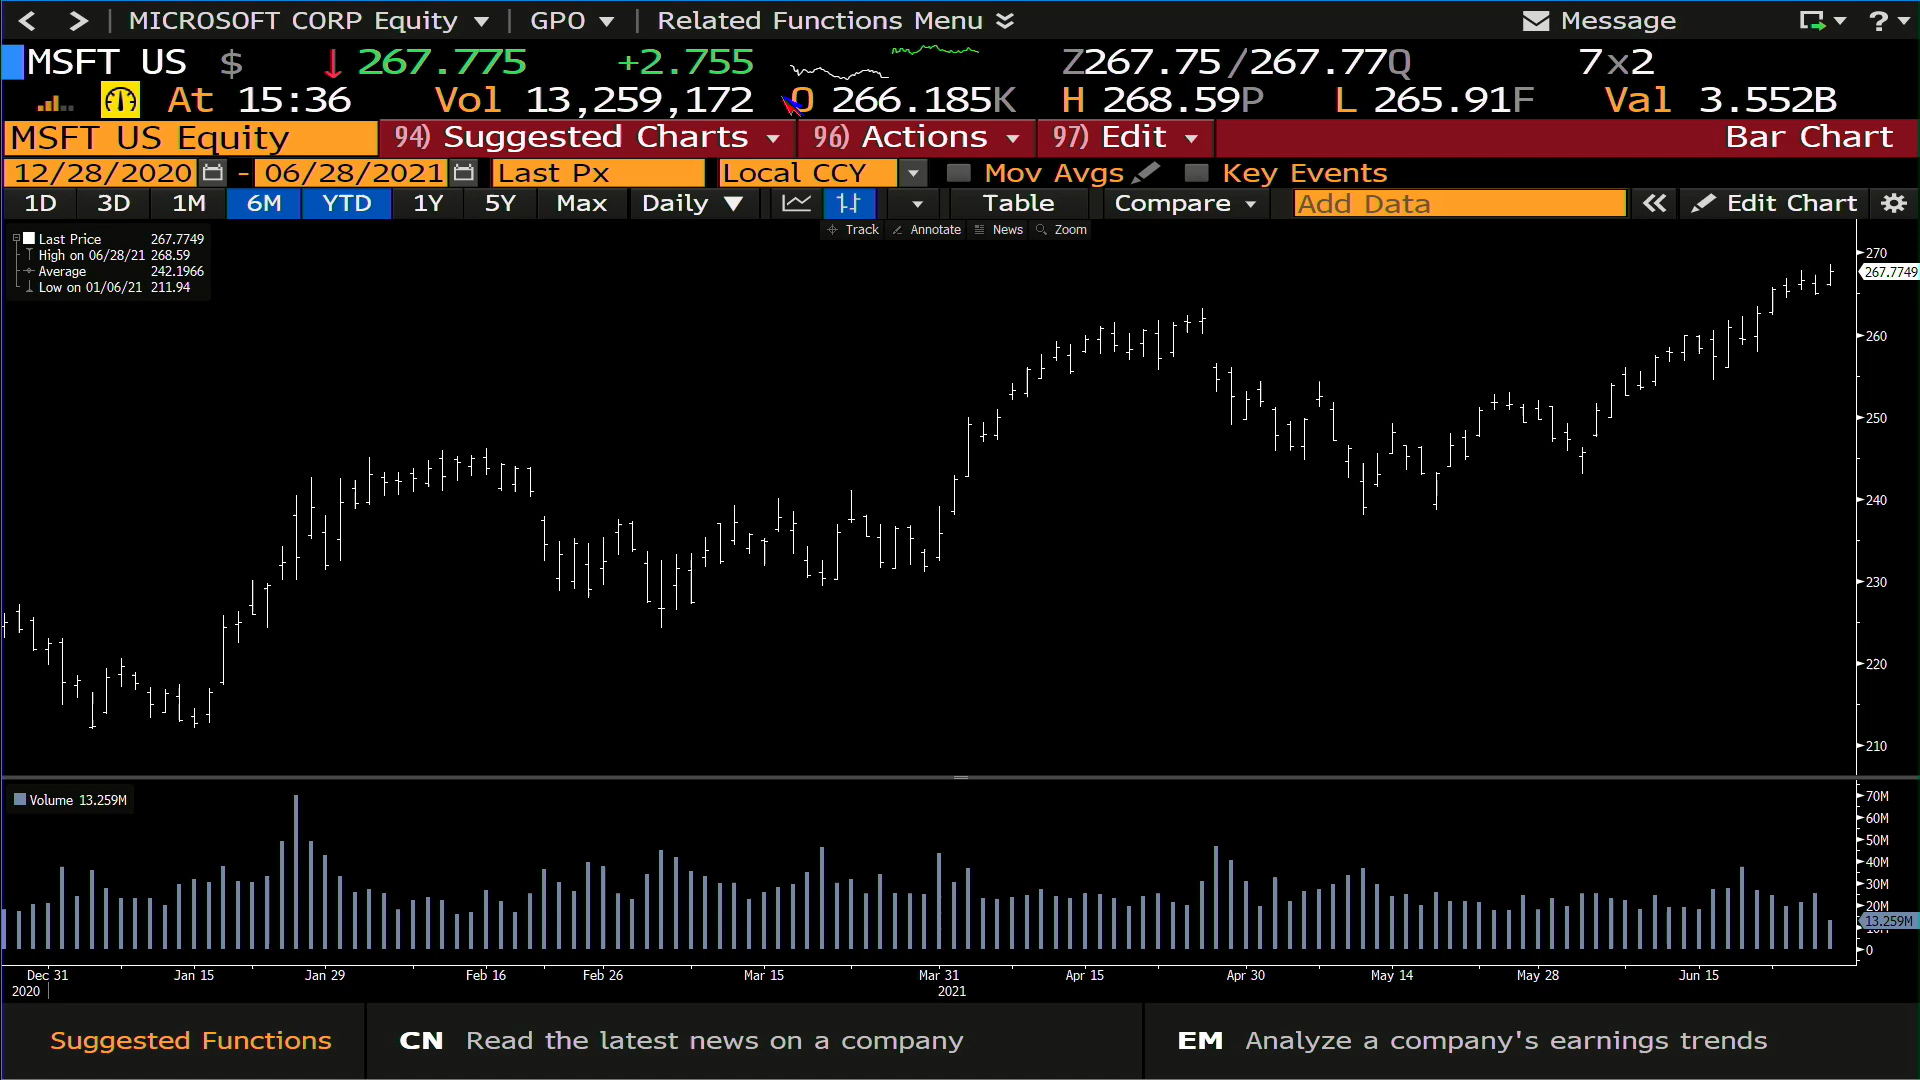 MICROSOFT CORP Equity GPO Related Functions Menu Message ?
MSFT US $ 267.775 +2.755 Z267.75/267.77Q 7x2
At 15:36 Vol 13,259,172 O 266.185K H 268.59P L 265.91F Val 3.552B
MSFT US Equity 94) Suggested Charts 96) Actions 97) Edit Bar Chart
12/28/2020 - 06/28/2021 Last Px Local CCY Mov Avgs Key Events
1D 3D 1M 6M YTD 1Y 5Y Max Daily Table Compare Add Data Edit Chart
Track Annotate News Zoom
Last Price 267.7749
High on 06/28/21 268.59
Average 242.1966
Low on 01/06/21 211.94
270
267.7749
260
250
240
230
220
210
Volume 13.259M
70M
60M
50M
40M
30M
20M
13.259M
0
Dec 31 Jan 15 Jan 29 Feb 16 Feb 26 Mar 15 Mar 31 Apr 15 Apr 30 May 14 May 28 Jun 15
2020 2021
Suggested Functions CN Read the latest news on a company EM Analyze a company's earnings trends